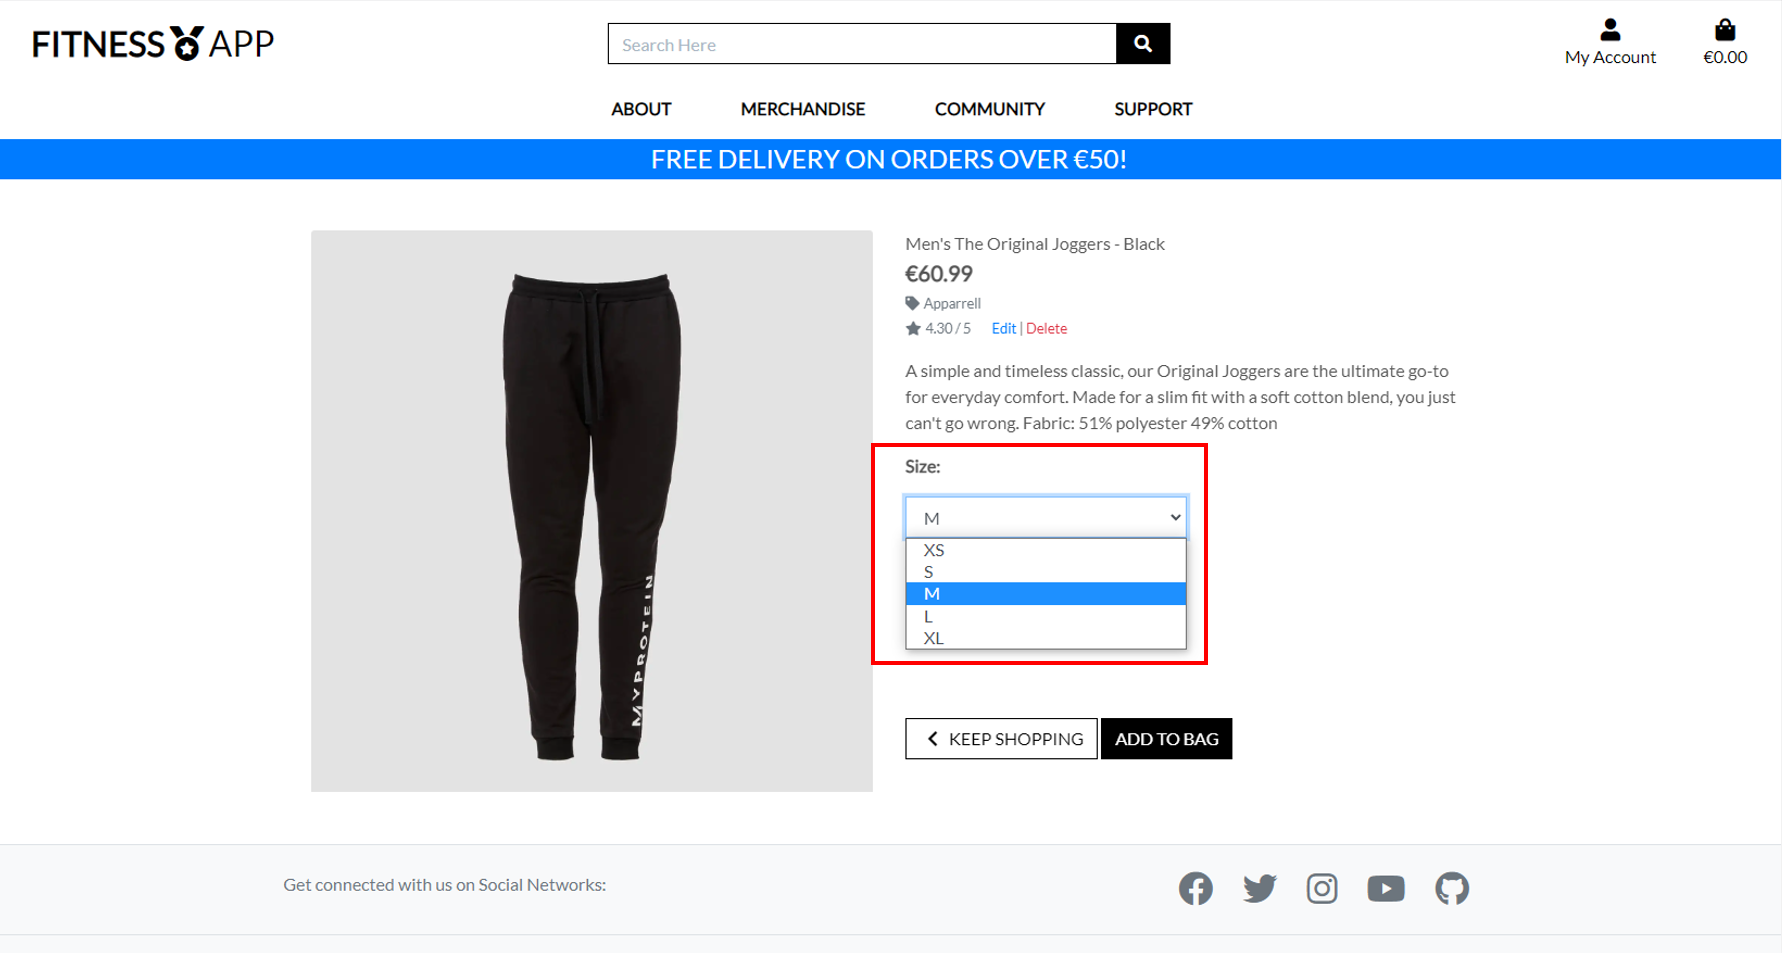 FITNESS APP
Search Here
My Account
€0.00
ABOUT
MERCHANDISE
COMMUNITY
SUPPORT
FREE DELIVERY ON ORDERS OVER €50!
MYPROTEIN
Men's The Original Joggers - Black
€60.99
Apparrell
4.30 / 5 Edit | Delete
A simple and timeless classic, our Original Joggers are the ultimate go-to
for everyday comfort. Made for a slim fit with a soft cotton blend, you just
can't go wrong. Fabric: 51% polyester 49% cotton
Size:
M
XS
S
M
L
XL
KEEP SHOPPING
ADD TO BAG
Get connected with us on Social Networks: